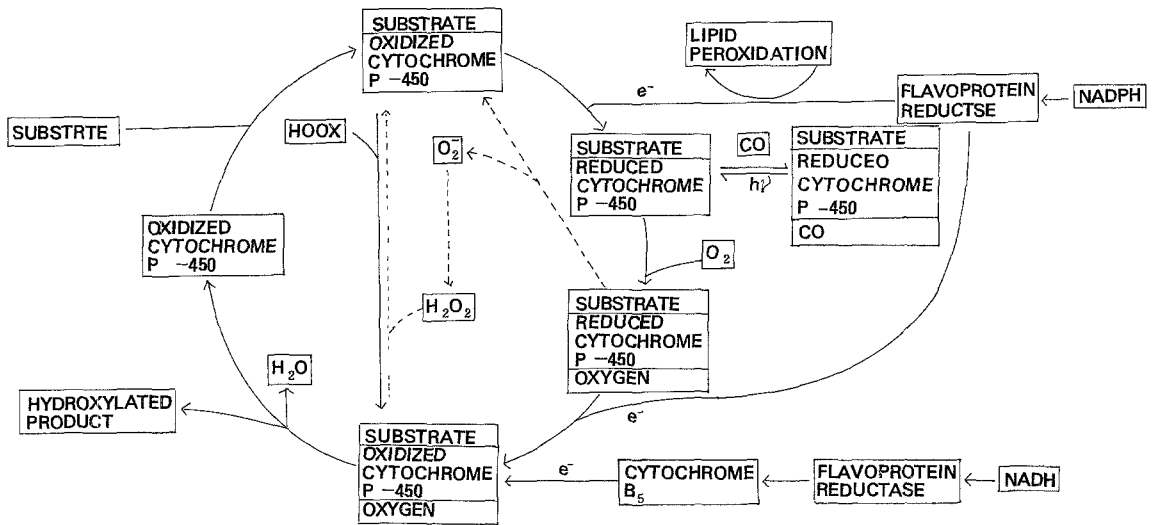 SUBSTRATE
OXIDIZED
CYTOCHROME
P -450
LIPID
PEROXIDATION
e⁻
FLAVOPROTEIN
REDUCTSE
NADPH
SUBSTRTE
HOOX
O₂⁻
SUBSTRATE
REDUCED
CYTOCHROME
P -450
CO
hν
SUBSTRATE
REDUCEO
CYTOCHROME
P -450
CO
OXIDIZED
CYTOCHROME
P -450
O₂
H₂O₂
SUBSTRATE
REDUCED
CYTOCHROME
P -450
OXYGEN
H₂O
HYDROXYLATED
PRODUCT
e⁻
SUBSTRATE
OXIDIZED
CYTOCHROME
P -450
OXYGEN
e⁻
CYTOCHROME
B₅
FLAVOPROTEIN
REDUCTASE
NADH